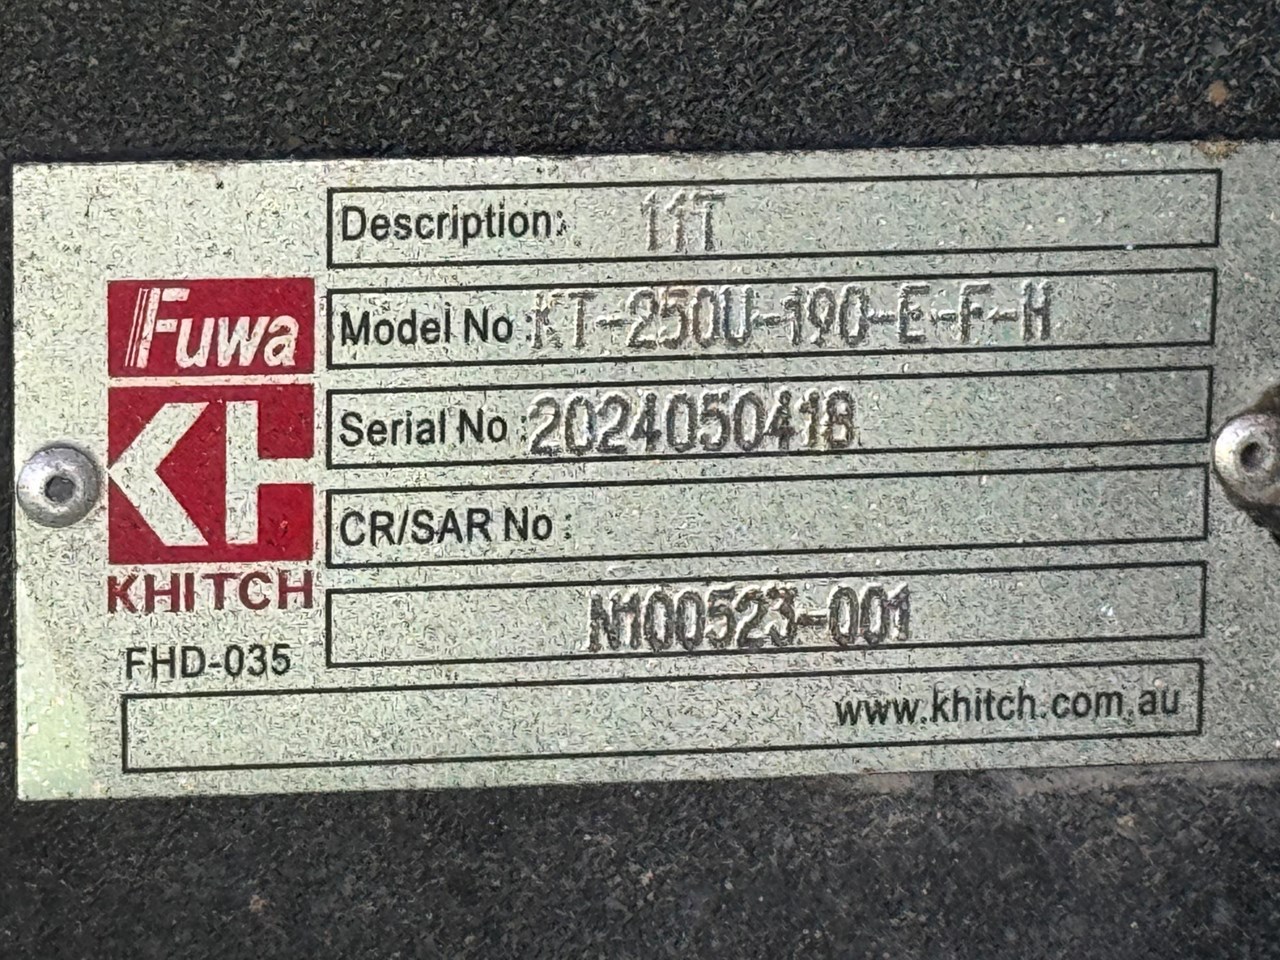 Description: 11T
Fuwa
Model No : KT-250U-190-E-F-H
KH
Serial No : 2024050418
CR/SAR No :
KHITCH
N100523-001
FHD-035
www.khitch.com.au